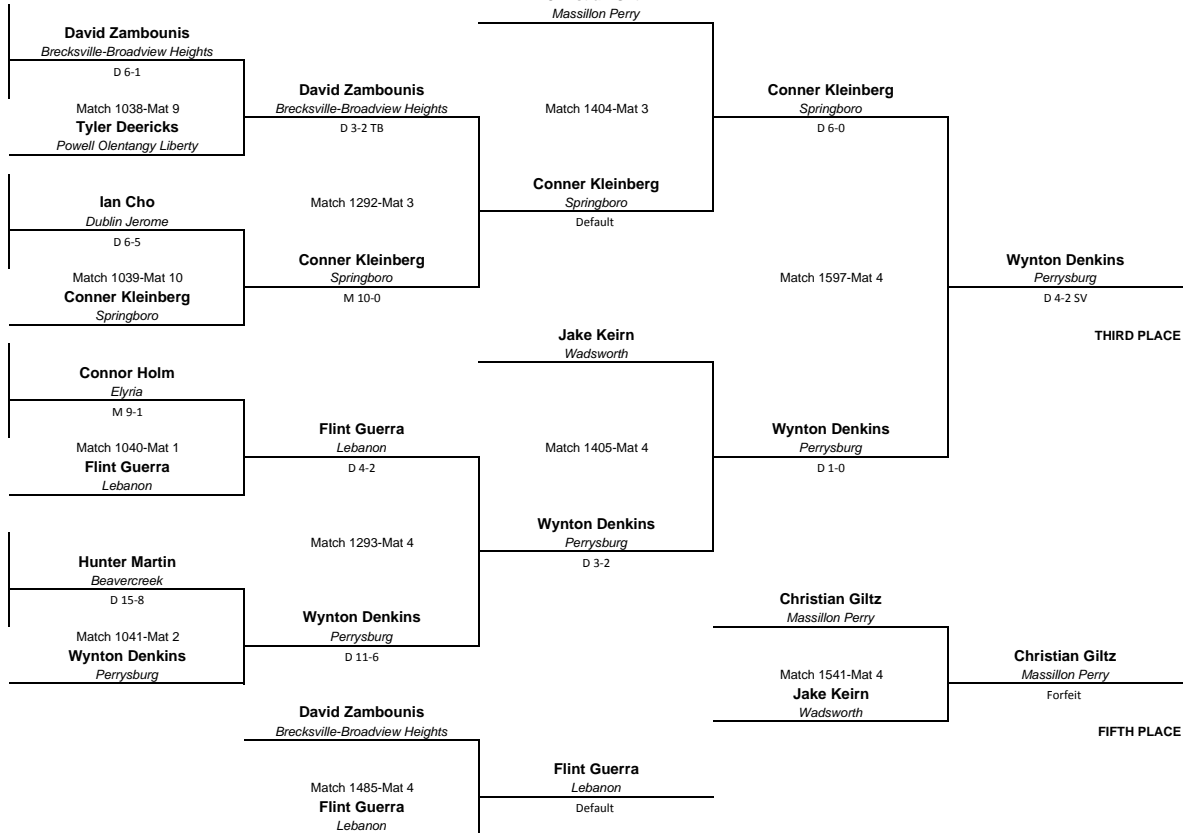 Massillon Perry
David Zambounis
Brecksville-Broadview Heights
D 6-1
Match 1038-Mat 9
Tyler Deericks
Powell Olentangy Liberty
David Zambounis
Brecksville-Broadview Heights
D 3-2 TB
Match 1404-Mat 3
Conner Kleinberg
Springboro
D 6-0
Ian Cho
Dublin Jerome
D 6-5
Match 1292-Mat 3
Conner Kleinberg
Springboro
Default
Match 1039-Mat 10
Conner Kleinberg
Springboro
Conner Kleinberg
Springboro
M 10-0
Match 1597-Mat 4
Wynton Denkins
Perrysburg
D 4-2 SV
THIRD PLACE
Jake Keirn
Wadsworth
Connor Holm
Elyria
M 9-1
Match 1040-Mat 1
Flint Guerra
Lebanon
Flint Guerra
Lebanon
D 4-2
Match 1405-Mat 4
Wynton Denkins
Perrysburg
D 1-0
Match 1293-Mat 4
Wynton Denkins
Perrysburg
D 3-2
Hunter Martin
Beavercreek
D 15-8
Match 1041-Mat 2
Wynton Denkins
Perrysburg
Wynton Denkins
Perrysburg
D 11-6
Christian Giltz
Massillon Perry
Match 1541-Mat 4
Jake Keirn
Wadsworth
Christian Giltz
Massillon Perry
Forfeit
FIFTH PLACE
David Zambounis
Brecksville-Broadview Heights
Match 1485-Mat 4
Flint Guerra
Lebanon
Flint Guerra
Lebanon
Default